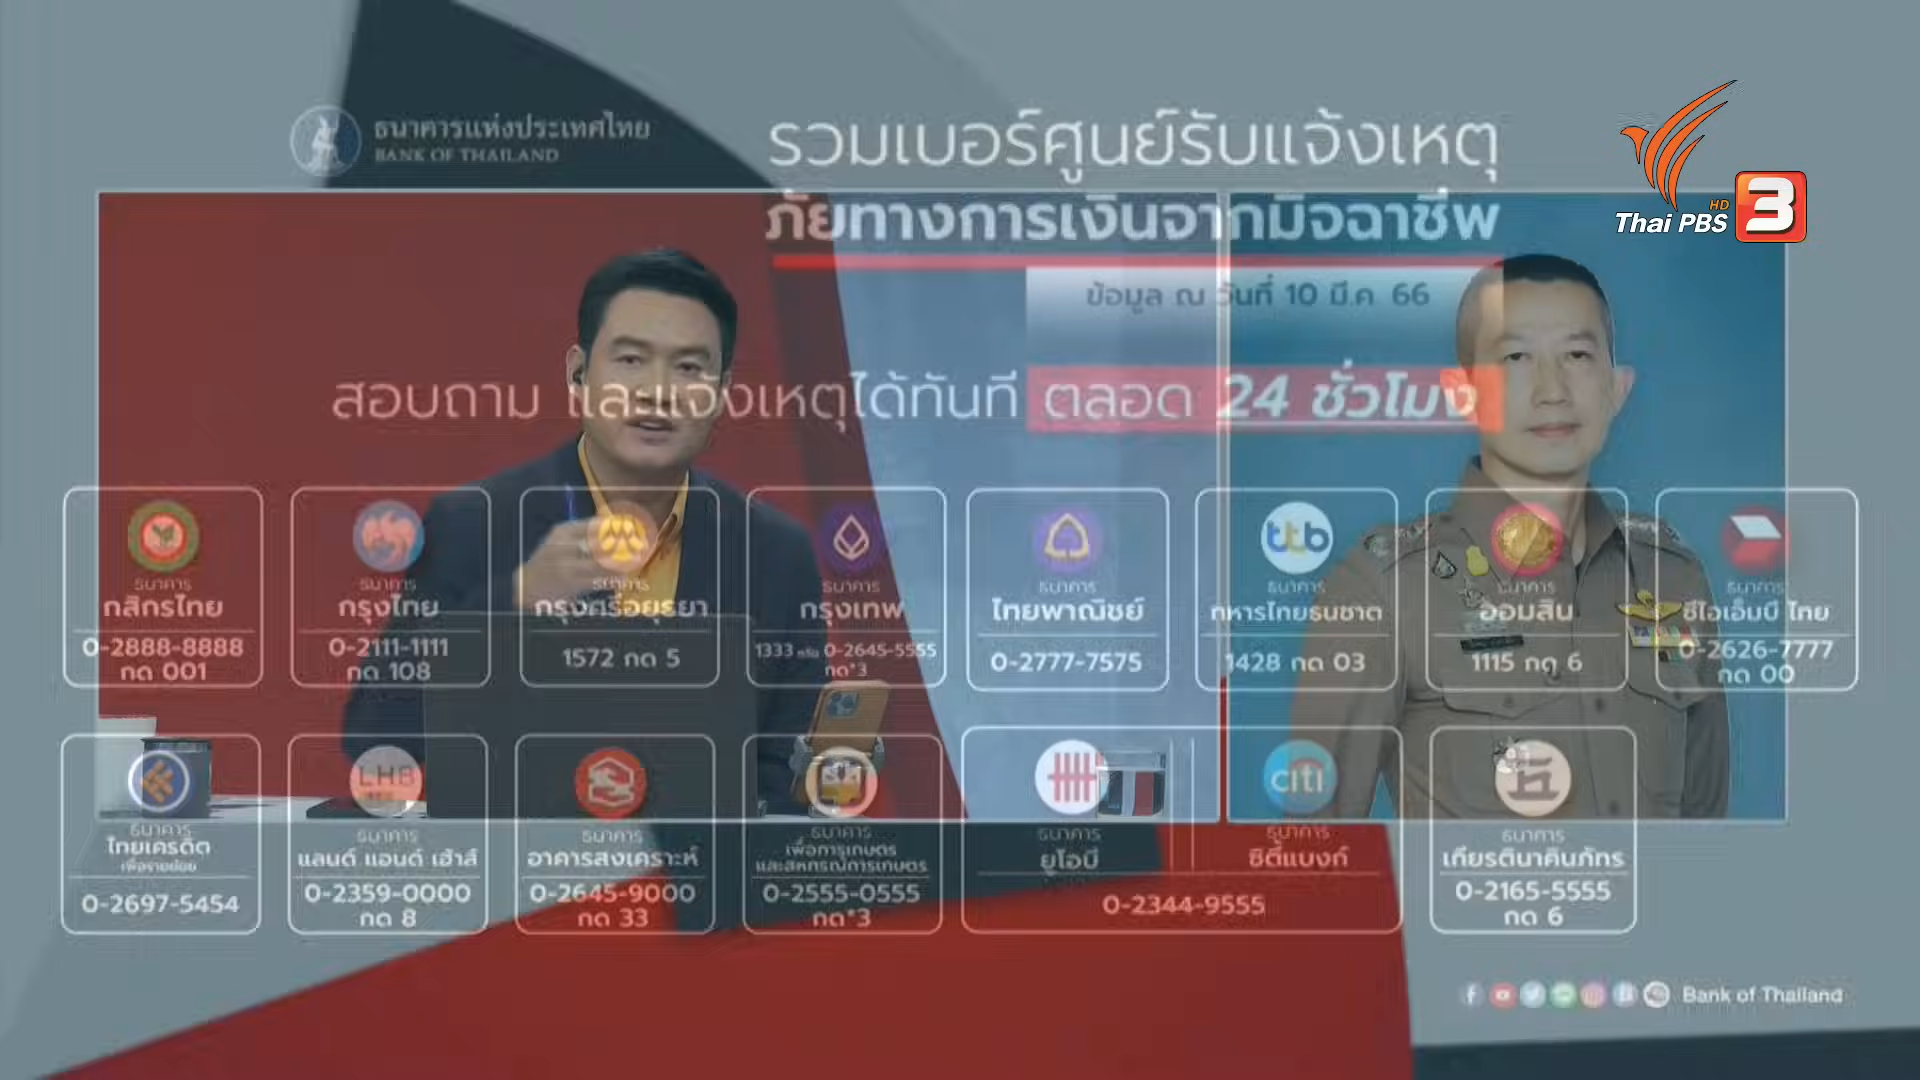 ธนาคารแห่งประเทศไทย
BANK OF THAILAND
รวมเบอร์ศูนย์รับแจ้งเหตุ
ภัยทางการเงินจากมิจฉาชีพ
ข้อมูล ณ วันที่ 10 มี.ค 66
Thai PBS HD 3
สอบถาม และแจ้งเหตุได้ทันที ตลอด 24 ชั่วโมง
ธนาคาร
กสิกรไทย
0-2888-8888
กด 001
ธนาคาร
กรุงไทย
0-2111-1111
กด 108
ธนาคาร
กรุงศรีอยุธยา
1572 กด 5
ธนาคาร
กรุงเทพ
1333 หรือ 0-2645-5555
กด*3
ธนาคาร
ไทยพาณิชย์
0-2777-7575
ttb
ธนาคาร
ทหารไทยธนชาต
1428 กด 03
ธนาคาร
ออมสิน
1115 กด 6
ธนาคาร
ซีไอเอ็มบี ไทย
0-2626-7777
กด 00
ธนาคาร
ไทยเครดิต
เพื่อรายย่อย
0-2697-5454
LHB
ธนาคาร
แลนด์ แอนด์ เฮ้าส์
0-2359-0000
กด 8
ธนาคาร
อาคารสงเคราะห์
0-2645-9000
กด 33
ธนาคาร
เพื่อการเกษตร
และสหกรณ์การเกษตร
0-2555-0555
กด*3
ธนาคาร
ยูโอบี
citi
ธนาคาร
ซิตี้แบงก์
0-2344-9555
ธนาคาร
เกียรตินาคินภัทร
0-2165-5555
กด 6
Bank of Thailand